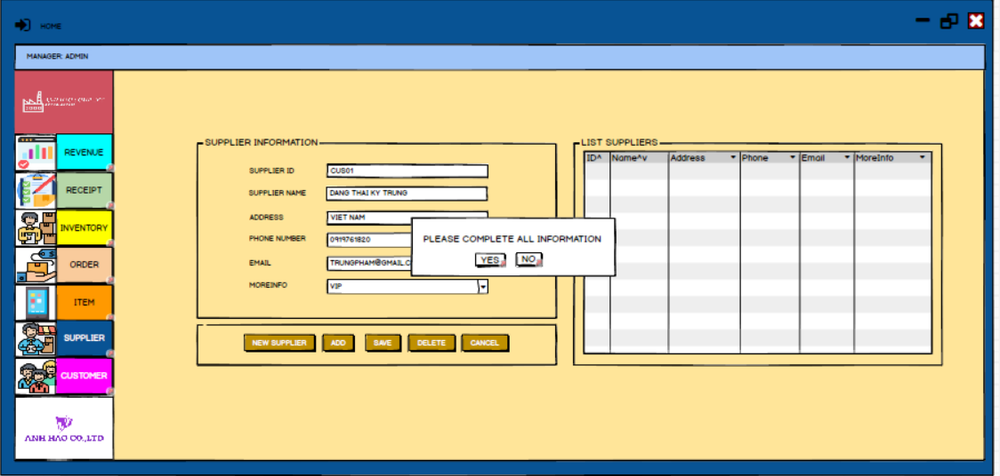 HOME
MANAGER: ADMIN
REVENUE
RECEIPT
INVENTORY
ORDER
ITEM
SUPPLIER
CUSTOMER
ANH HAO CO.,LTD
SUPPLIER INFORMATION
SUPPLIER ID CUS01
SUPPLIER NAME DANG THAI KY TRUNG
ADDRESS VIET NAM
PHONE NUMBER 0919761820
EMAIL TRUNGPHAM@GMAIL.C
MOREINFO VIP
NEW SUPPLIER ADD SAVE DELETE CANCEL
PLEASE COMPLETE ALL INFORMATION
YES NO
LIST SUPPLIERS
ID^ Name^v Address Phone Email MoreInfo